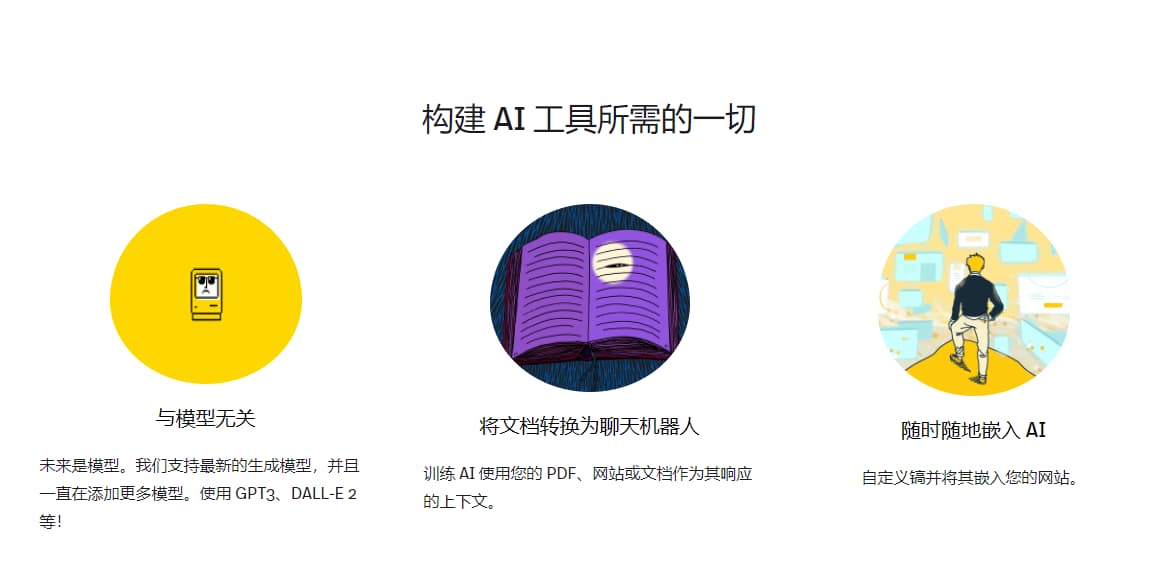 构建 AI 工具所需的一切
与模型无关
未来是模型。我们支持最新的生成模型，并且
一直在添加更多模型。使用 GPT3、DALL-E 2
等！
将文档转换为聊天机器人
训练 AI 使用您的 PDF、网站或文档作为其响应
的上下文。
随时随地嵌入 AI
自定义镐并将其嵌入您的网站。